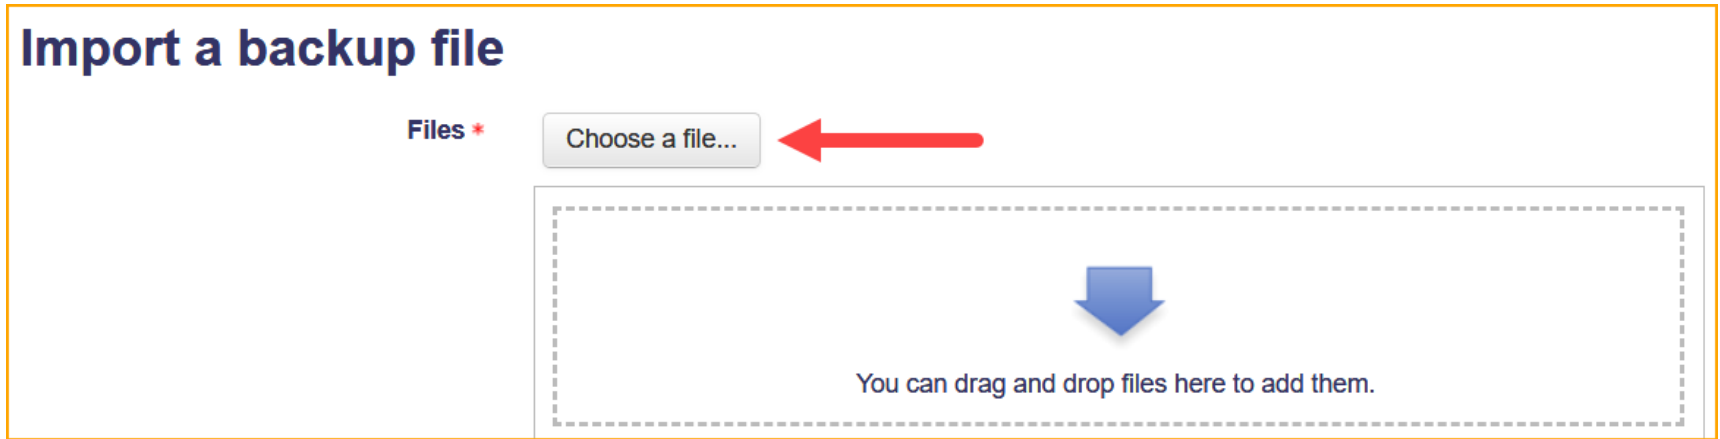 Import a backup file
Files *
Choose a file...
You can drag and drop files here to add them.